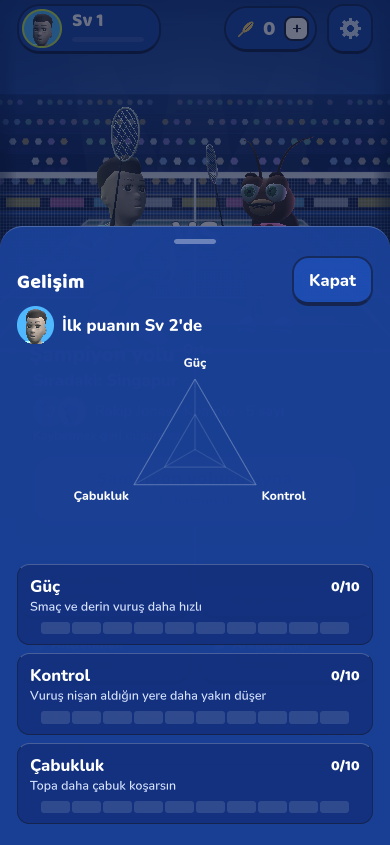 Sv 1
0
+
Gelişim
Kapat
İlk puanın Sv 2'de
Güç
Çabukluk
Kontrol
Güç
0/10
Smaç ve derin vuruş daha hızlı
Kontrol
0/10
Vuruş nişan aldığın yere daha yakın düşer
Çabukluk
0/10
Topa daha çabuk koşarsın